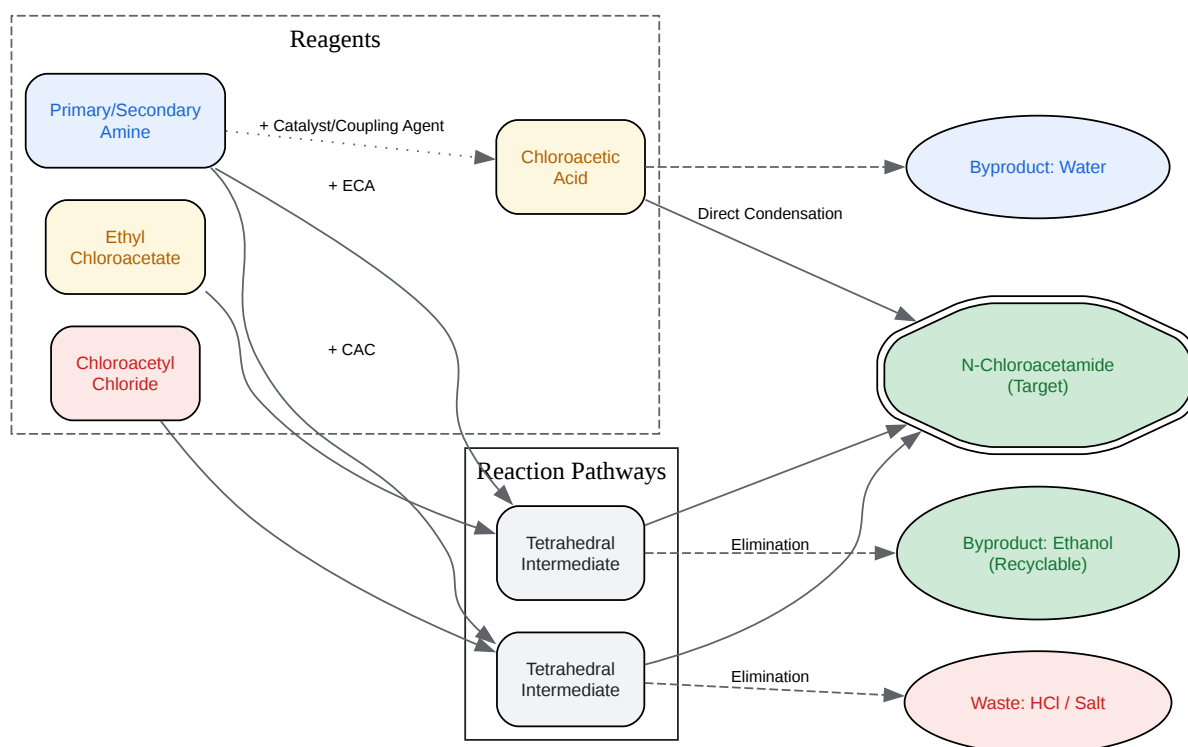 Reagents
Primary/Secondary
Amine
+ Catalyst/Coupling Agent
Chloroacetic
Acid
Byproduct: Water
+ ECA
Direct Condensation
Ethyl
Chloroacetate
+ CAC
Chloroacetyl
Chloride
N-Chloroacetamide
(Target)
Reaction Pathways
Tetrahedral
Intermediate
Elimination
Byproduct: Ethanol
(Recyclable)
Tetrahedral
Intermediate
Elimination
Waste: HCl / Salt